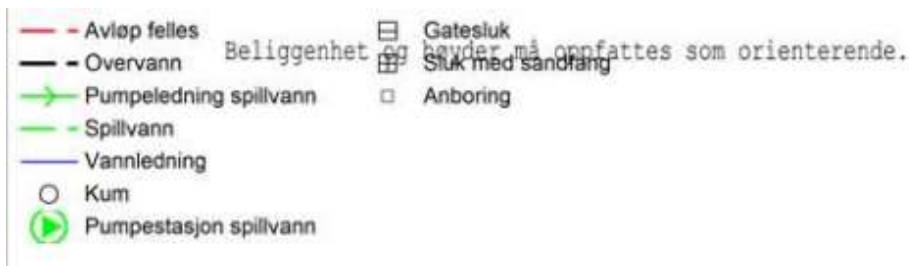 Avløp felles
Overvann
Pumpeledning spillvann
Spillvann
Vannledning
Kum
Pumpestasjon spillvann
Gatesluk
Sluk med sandfang
Anboring
Beliggenhet og høyder må oppfattes som orienterende.